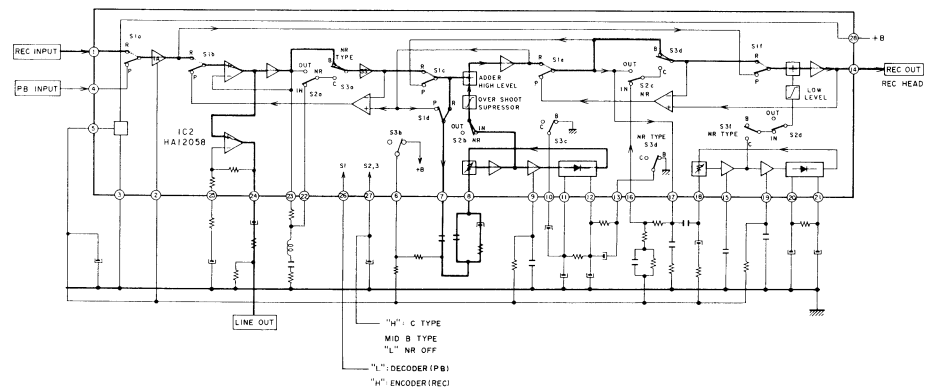 REC INPUT
PB INPUT
S1a
R
P
S1b
R
P
IC2
HA12058
OUT
NR
IN
S2a
NR
TYPE
B
C
S3a
S3b
+B
S1c
R
P
S1d
P
R
ADDER
HIGH LEVEL
OVER SHOOT
SUPRESSOR
OUT
IN
NR
S2b
R
P
S1e
C
B
S3c
OUT
IN
NR
S2c
S3d
B
C
NR TYPE
S3d
C
B
S1f
R
P
LOW
LEVEL
OUT
IN
S2d
B
C
NR TYPE
+B
REC OUT
REC HEAD
1
4
5
3
2
25
24
23
22
26
27
6
7
8
9
10
11
12
13
16
17
18
15
19
20
21
28
14
S1
S2,3
LINE OUT
"H": C TYPE
MID B TYPE
"L" NR OFF
"L": DECODER (PB)
"H": ENCODER (REC)